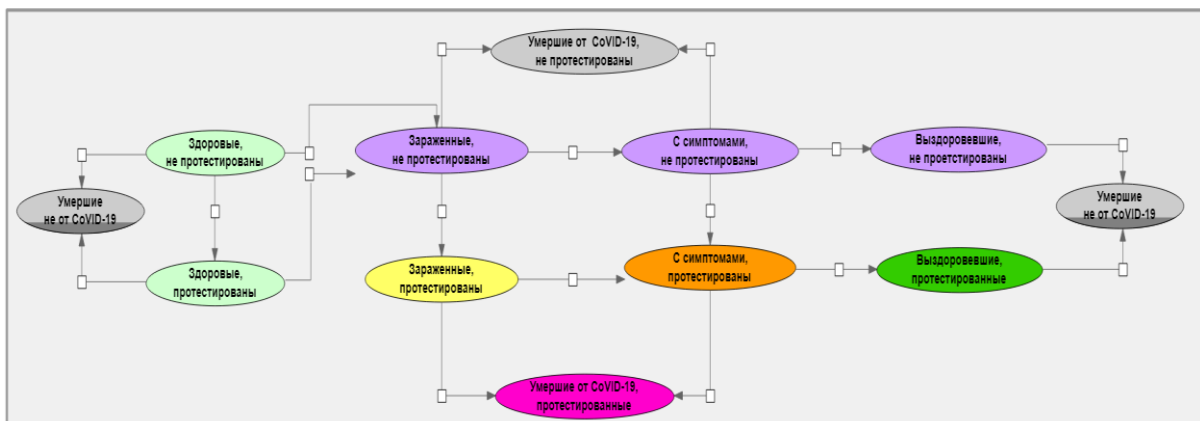 Умершие от CoVID-19,
не протестированы
Здоровые,
не протестированы
Зараженные,
не протестированы
С симптомами,
не протестированы
Выздоровевшие,
не проетстированы
Умершие
не от CoVID-19
Умершие
не от CoVID-19
Здоровые,
протестированы
Зараженные,
протестированы
С симптомами,
протестированы
Выздоровевшие,
протестированные
Умершие от CoVID-19,
протестированные